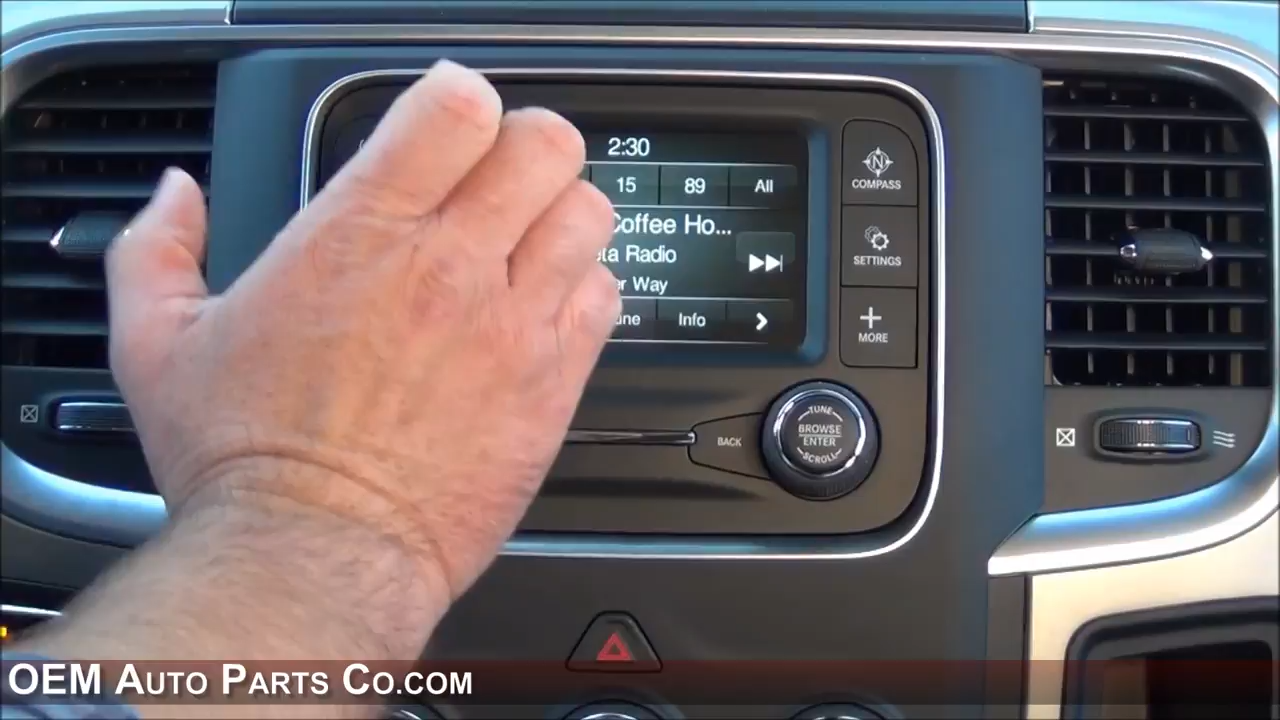 2:30
15 89 All
Coffee Ho...
Radio
Way
Info
COMPASS
SETTINGS
MORE
BACK
TUNE
BROWSE
ENTER
SCROLL
OEM AUTO PARTS CO.COM